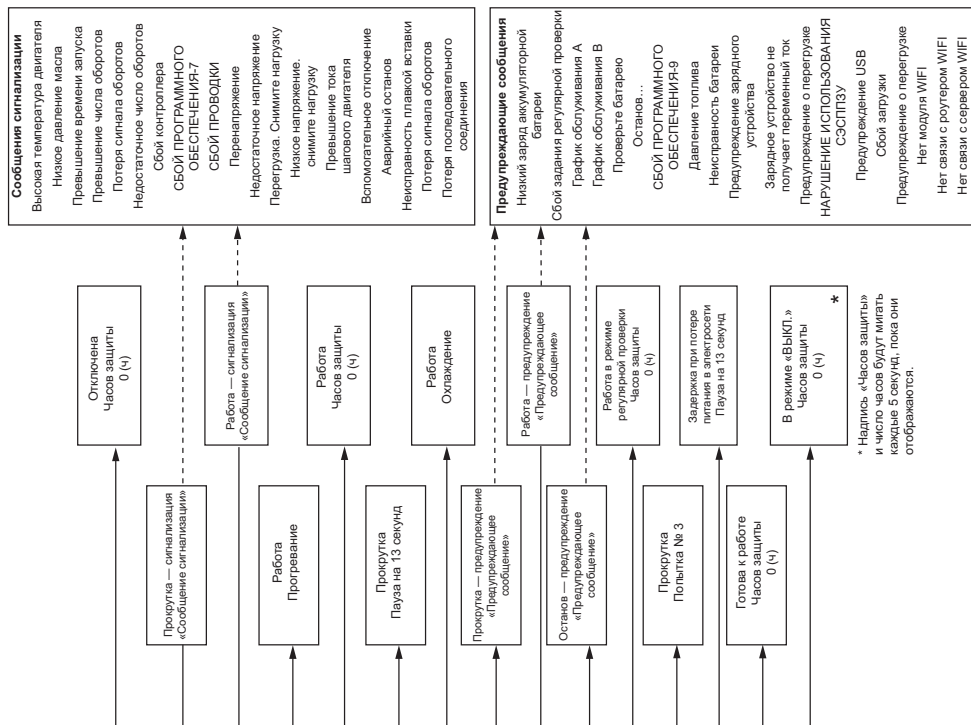 Сообщения сигнализации
Высокая температура двигателя
Низкое давление масла
Превышение времени запуска
Превышение числа оборотов
Потеря сигнала оборотов
Недостаточное число оборотов
Сбой контроллера
СБОЙ ПРОГРАММНОГО
ОБЕСПЕЧЕНИЯ-7
СБОЙ ПРОВОДКИ
Перенапряжение
Недостаточное напряжение
Перегрузка. Снимите нагрузку
Низкое напряжение.
снимите нагрузку
Превышение тока
шагового двигателя
Вспомогательное отключение
Аварийный останов
Неисправность плавкой вставки
Потеря сигнала оборотов
Потеря последовательного
соединения
Предупреждающие сообщения
Низкий заряд аккумуляторной
батареи
Сбой задания регулярной проверки
График обслуживания A
График обслуживания B
Проверьте батарею
Останов...
СБОЙ ПРОГРАММНОГО
ОБЕСПЕЧЕНИЯ-9
Давление топлива
Неисправность батареи
Предупреждение зарядного
устройства
Зарядное устройство не
получает переменный ток
Предупреждение о перегрузке
НАРУШЕНИЕ ИСПОЛЬЗОВАНИЯ
СЭСППЗУ
Предупреждение USB
Сбой загрузки
Предупреждение о перегрузке
Нет модуля WIFI
Нет связи с роутером WIFI
Нет связи с сервером WIFI
Отключена
Часов защиты
0 (ч)
Прокрутка — сигнализация
«Сообщение сигнализации»
Работа — сигнализация
«Сообщение сигнализации»
Работа
Прогревание
Работа
Часов защиты
0 (ч)
Прокрутка
Пауза на 13 секунд
Работа
Охлаждение
Прокрутка — предупреждение
«Предупреждающее
сообщение»
Работа — предупреждение
«Предупреждающее
сообщение»
Останов — предупреждение
«Предупреждающее
сообщение»
Работа в режиме
регулярной проверки
Часов защиты
0 (ч)
Прокрутка
Попытка № 3
Задержка при потере
питания в электросети
Пауза на 13 секунд
Готова к работе
Часов защиты
0 (ч)
В режиме «ВЫКЛ.»
Часов защиты
0 (ч)
*
* Надпись «Часов защиты»
и число часов будут мигать
каждые 5 секунд, пока они
отображаются.